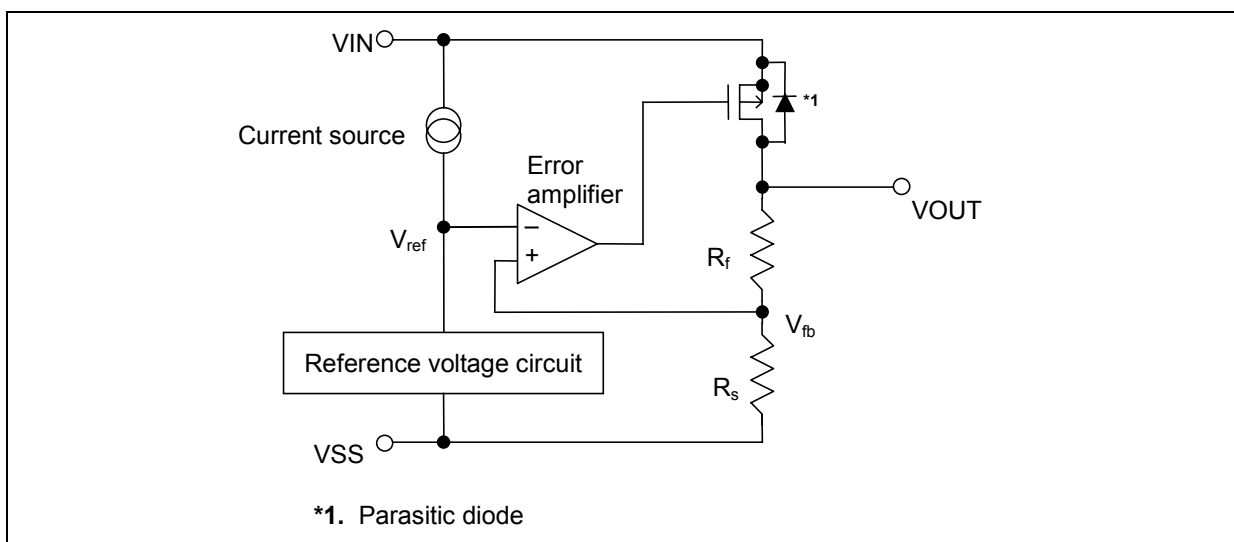 VIN
*1
Current source
Error
amplifier
VOUT
−
Vref
+
Rf
Vfb
Reference voltage circuit
Rs
VSS
*1. Parasitic diode